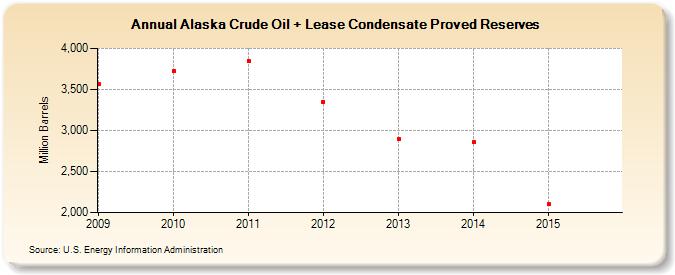 Annual Alaska Crude Oil + Lease Condensate Proved Reserves
Million Barrels
4,000
3,500
3,000
2,500
2,000
2009 2010 2011 2012 2013 2014 2015
Source: U.S. Energy Information Administration